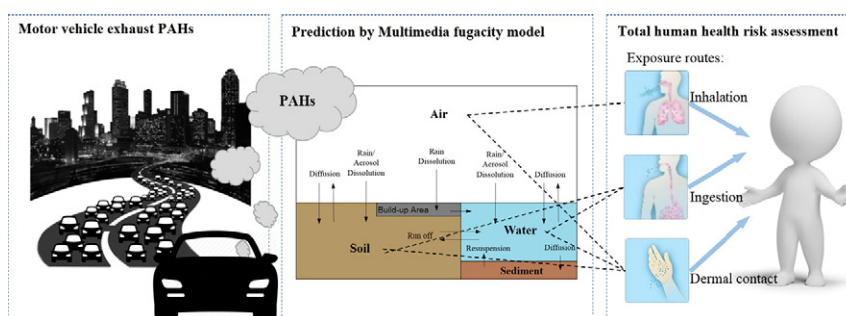 Motor vehicle exhaust PAHs
Prediction by Multimedia fugacity model
Total human health risk assessment
PAHs
Air
Diffusion
Rain/
Aerosol
Dissolution
Rain
Dissolution
Rain/
Aerosol
Dissolution
Diffusion
Build-up Area
Soil
Run off
Water
Resuspension
Diffusion
Sediment
Exposure routes:
Inhalation
Ingestion
Dermal contact